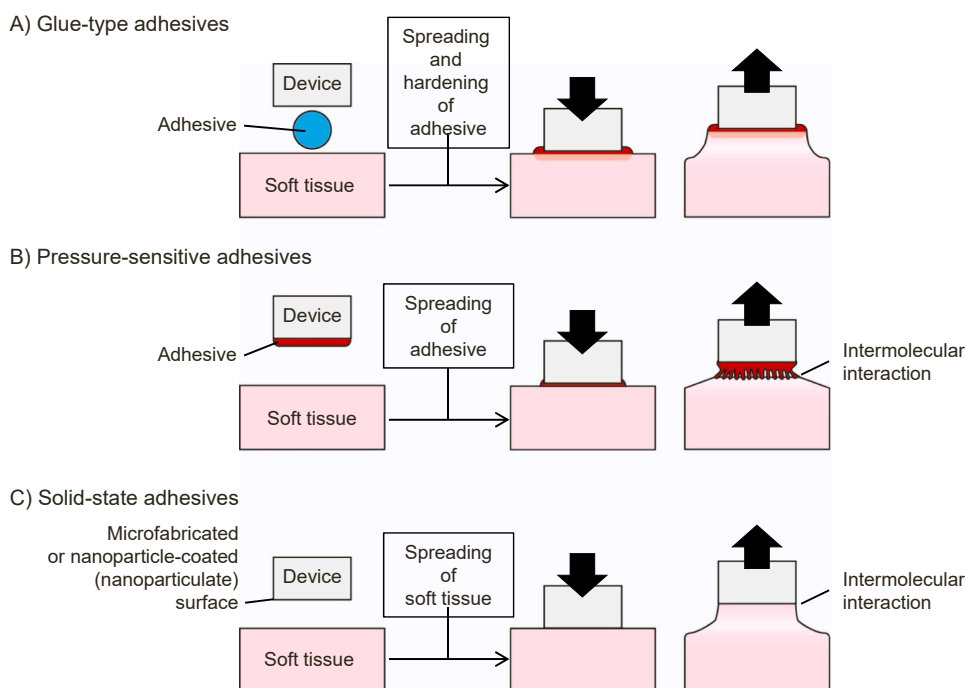 A) Glue-type adhesives
Device
Adhesive
Soft tissue
Spreading
and
hardening
of
adhesive
B) Pressure-sensitive adhesives
Device
Adhesive
Soft tissue
Spreading
of
adhesive
Intermolecular
interaction
C) Solid-state adhesives
Microfabricated
or nanoparticle-coated
(nanoparticulate)
surface
Device
Soft tissue
Spreading
of
soft tissue
Intermolecular
interaction